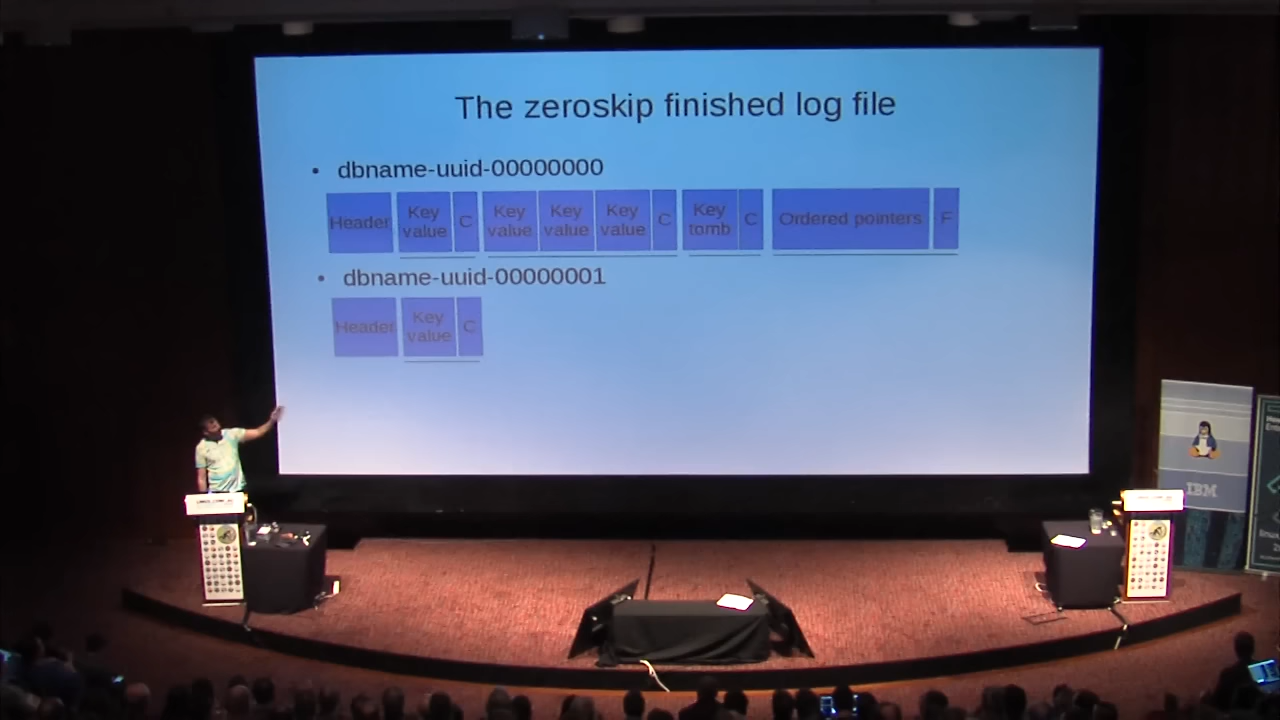 The zeroskip finished log file
• dbname-uuid-00000000
Header Key value C Key value Key value Key value C Key tomb C Ordered pointers F
• dbname-uuid-00000001
Header Key value C
IBM